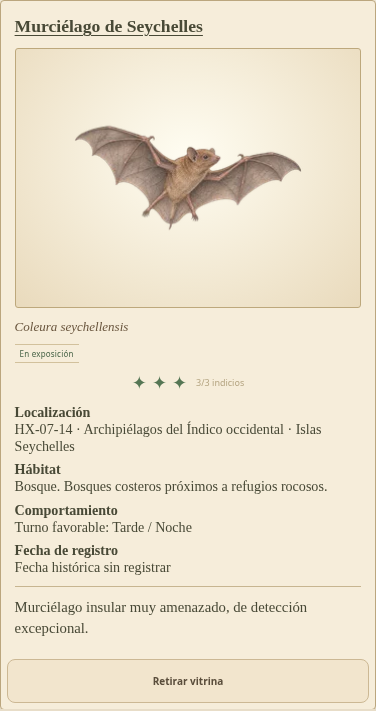 Murciélago de Seychelles
Coleura seychellensis
En exposición
3/3 indicios
Localización
HX-07-14 · Archipiélagos del Índico occidental · Islas
Seychelles
Hábitat
Bosque. Bosques costeros próximos a refugios rocosos.
Comportamiento
Turno favorable: Tarde / Noche
Fecha de registro
Fecha histórica sin registrar
Murciélago insular muy amenazado, de detección
excepcional.
Retirar vitrina